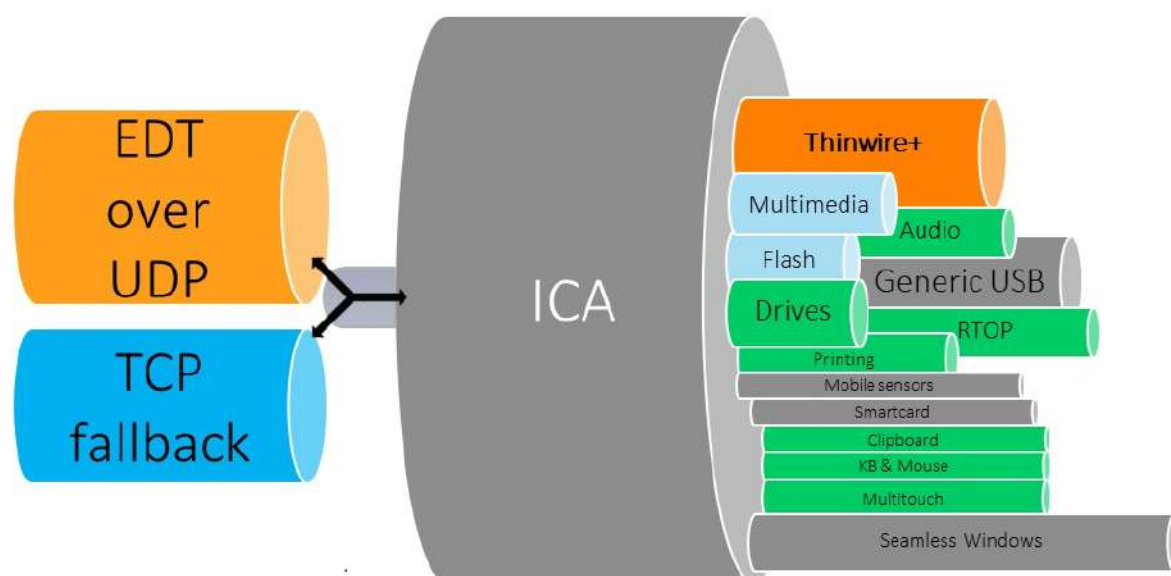 EDT
over
UDP
TCP
fallback
ICA
Thinwire+
Multimedia
Audio
Flash
Generic USB
Drives
RTOP
Printing
Mobile sensors
Smartcard
Clipboard
KB & Mouse
Multitouch
Seamless Windows